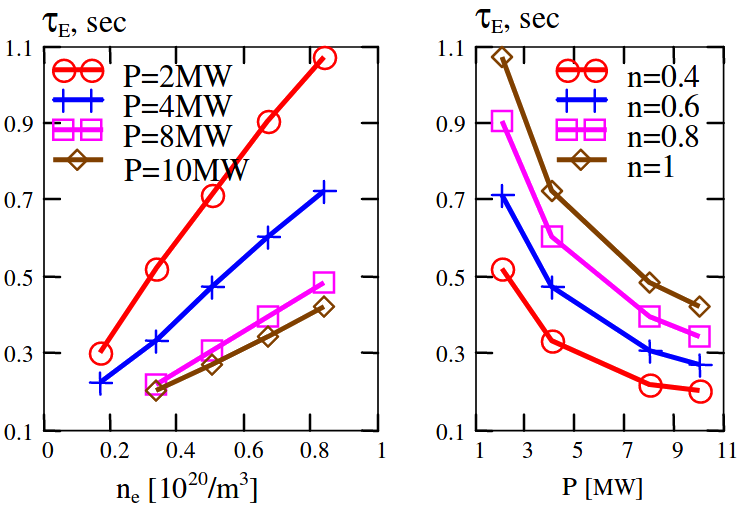 τE, sec
1.1
0.9
0.7
0.5
0.3
0.1
P=2MW
P=4MW
P=8MW
P=10MW
0 0.2 0.4 0.6 0.8 1
ne [10²⁰/m³]
τE, sec
n=0.4
n=0.6
n=0.8
n=1
1.1
0.9
0.7
0.5
0.3
0.1
1 3 5 7 9 11
P [MW]